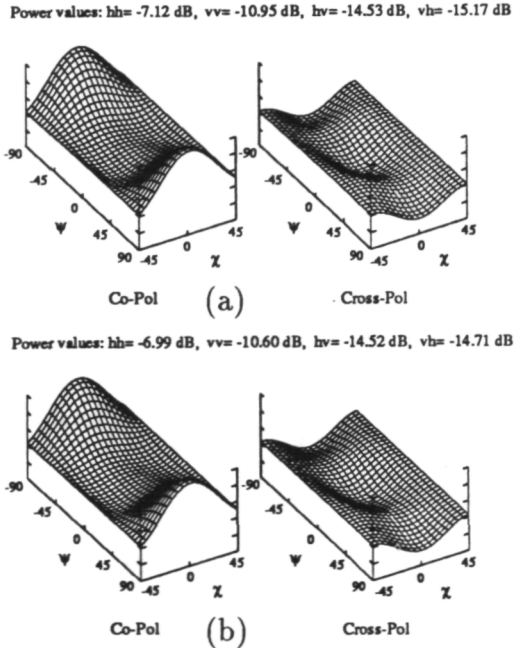 Power values: hh= -7.12 dB, vv= -10.95 dB, hv= -14.53 dB, vh= -15.17 dB
-90 -45 0 45 90 Ψ -45 0 45 χ
-90 -45 0 45 90 Ψ -45 0 45 χ
Co-Pol (a) Cross-Pol
Power values: hh= -6.99 dB, vv= -10.60 dB, hv= -14.52 dB, vh= -14.71 dB
-90 -45 0 45 90 Ψ -45 0 45 χ
-90 -45 0 45 90 Ψ -45 0 45 χ
Co-Pol (b) Cross-Pol